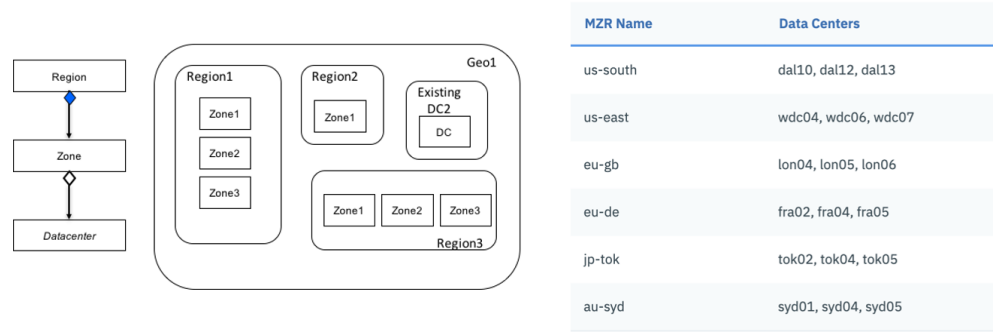 Region
Zone
Datacenter
Geo1
Region1
Zone1
Zone2
Zone3
Region2
Zone1
Existing
DC2
DC
Zone1 Zone2 Zone3
Region3
MZR Name Data Centers
us-south dal10, dal12, dal13
us-east wdc04, wdc06, wdc07
eu-gb lon04, lon05, lon06
eu-de fra02, fra04, fra05
jp-tok tok02, tok04, tok05
au-syd syd01, syd04, syd05